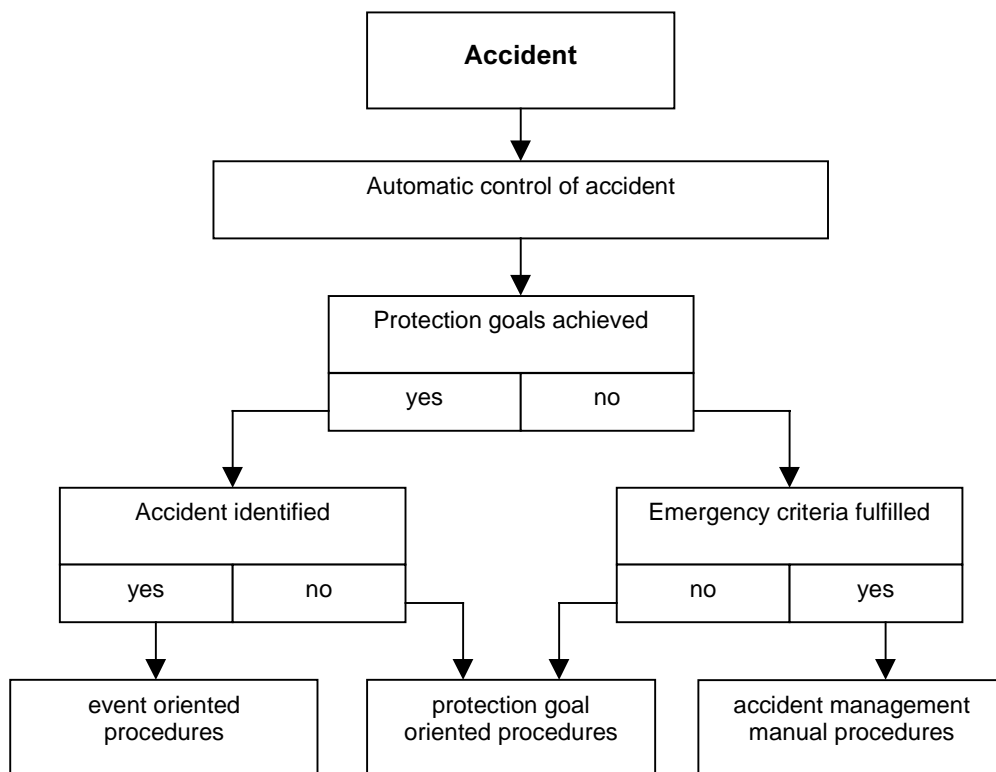 Accident
Automatic control of accident
Protection goals achieved
yes
no
Accident identified
yes
no
Emergency criteria fulfilled
no
yes
event oriented
procedures
protection goal
oriented procedures
accident management
manual procedures